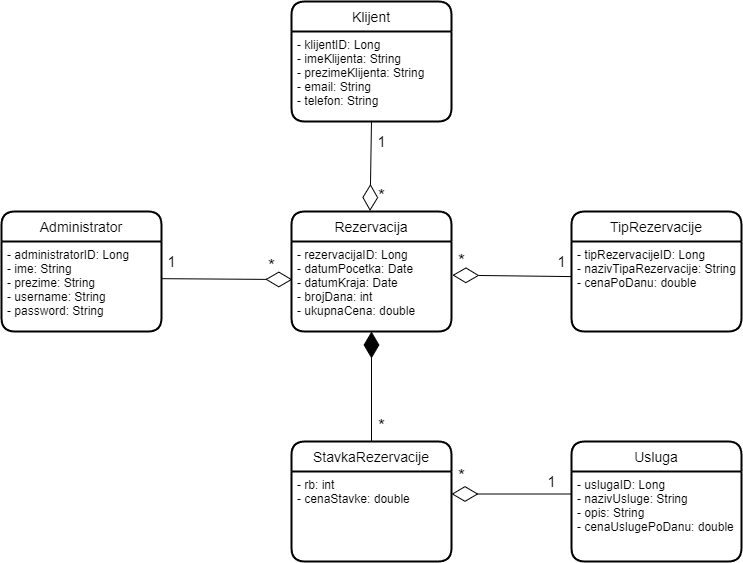 Klijent
- klijentID: Long
- imeKlijenta: String
- prezimeKlijenta: String
- email: String
- telefon: String
1
*
Administrator
- administratorID: Long
- ime: String
- prezime: String
- username: String
- password: String
1
*
Rezervacija
- rezervacijaID: Long
- datumPocetka: Date
- datumKraja: Date
- brojDana: int
- ukupnaCena: double
*
1
TipRezervacije
- tipRezervacijeID: Long
- nazivTipaRezervacije: String
- cenaPoDanu: double
*
StavkaRezervacije
- rb: int
- cenaStavke: double
*
1
Usluga
- uslugaID: Long
- nazivUsluge: String
- opis: String
- cenaUslugePoDanu: double